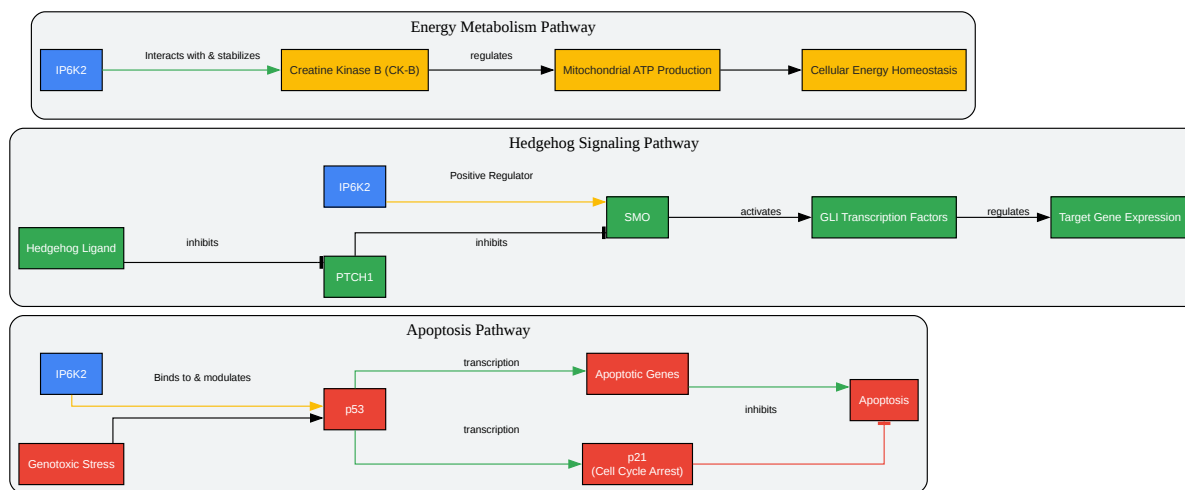 Energy Metabolism Pathway
IP6K2
Interacts with & stabilizes
Creatine Kinase B (CK-B)
regulates
Mitochondrial ATP Production
Cellular Energy Homeostasis
Hedgehog Signaling Pathway
IP6K2
Positive Regulator
SMO
activates
GLI Transcription Factors
regulates
Target Gene Expression
Hedgehog Ligand
inhibits
PTCH1
inhibits
Apoptosis Pathway
IP6K2
Binds to & modulates
p53
transcription
Apoptotic Genes
Apoptosis
inhibits
Genotoxic Stress
transcription
p21
(Cell Cycle Arrest)